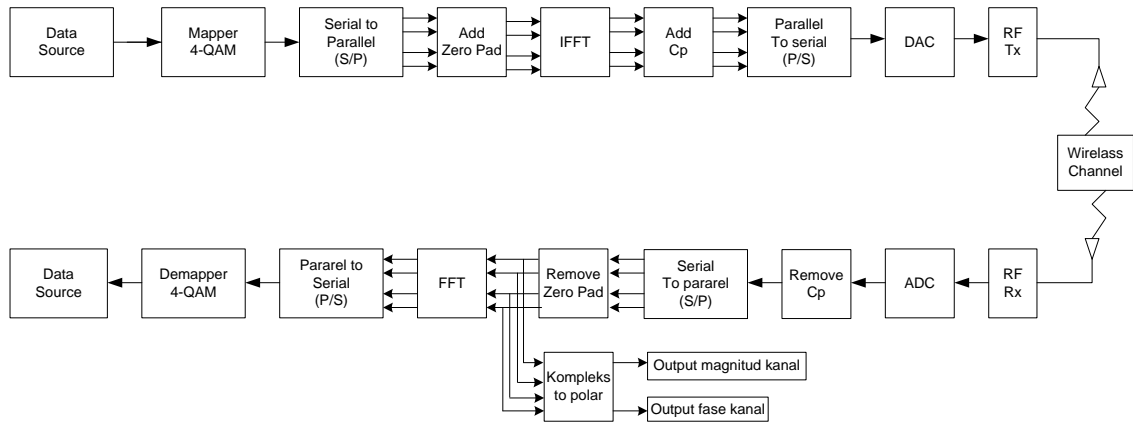 Data
Source
Mapper
4-QAM
Serial to
Parallel
(S/P)
Add
Zero Pad
IFFT
Add
Cp
Parallel
To serial
(P/S)
DAC
RF
Tx
Wirelass
Channel
Data
Source
Demapper
4-QAM
Pararel to
Serial
(P/S)
FFT
Remove
Zero Pad
Serial
To pararel
(S/P)
Remove
Cp
ADC
RF
Rx
Kompleks
to polar
Output magnitud kanal
Output fase kanal